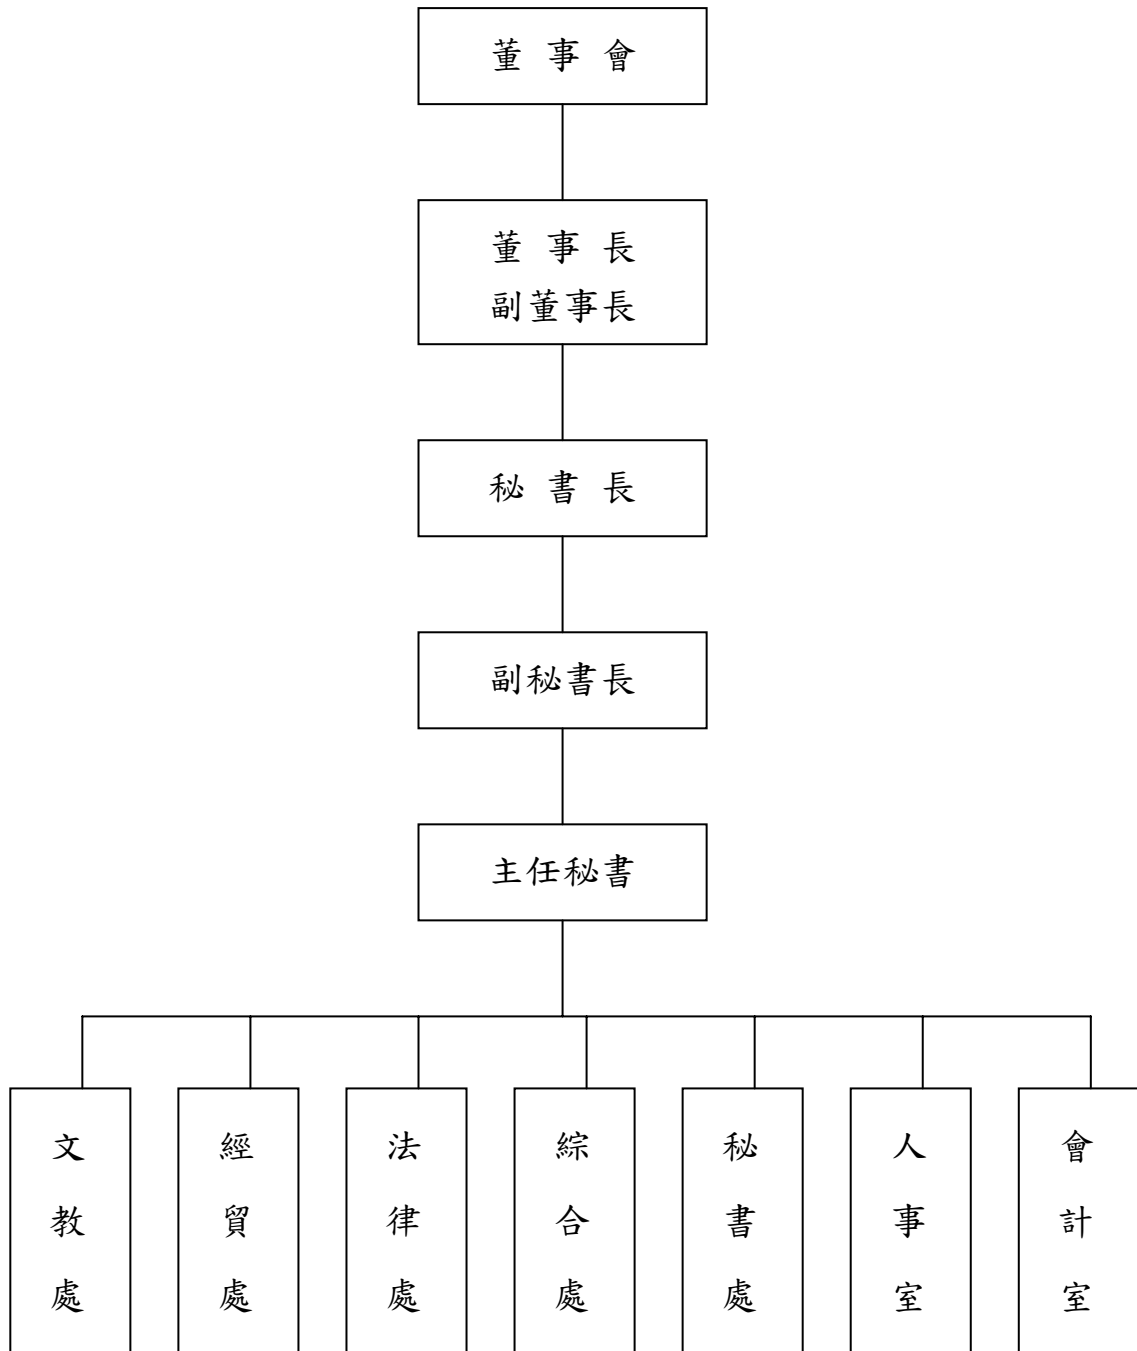 董事會
董事長
副董事長
秘書長
副秘書長
主任秘書
文教處
經貿處
法律處
綜合處
秘書處
人事室
會計室